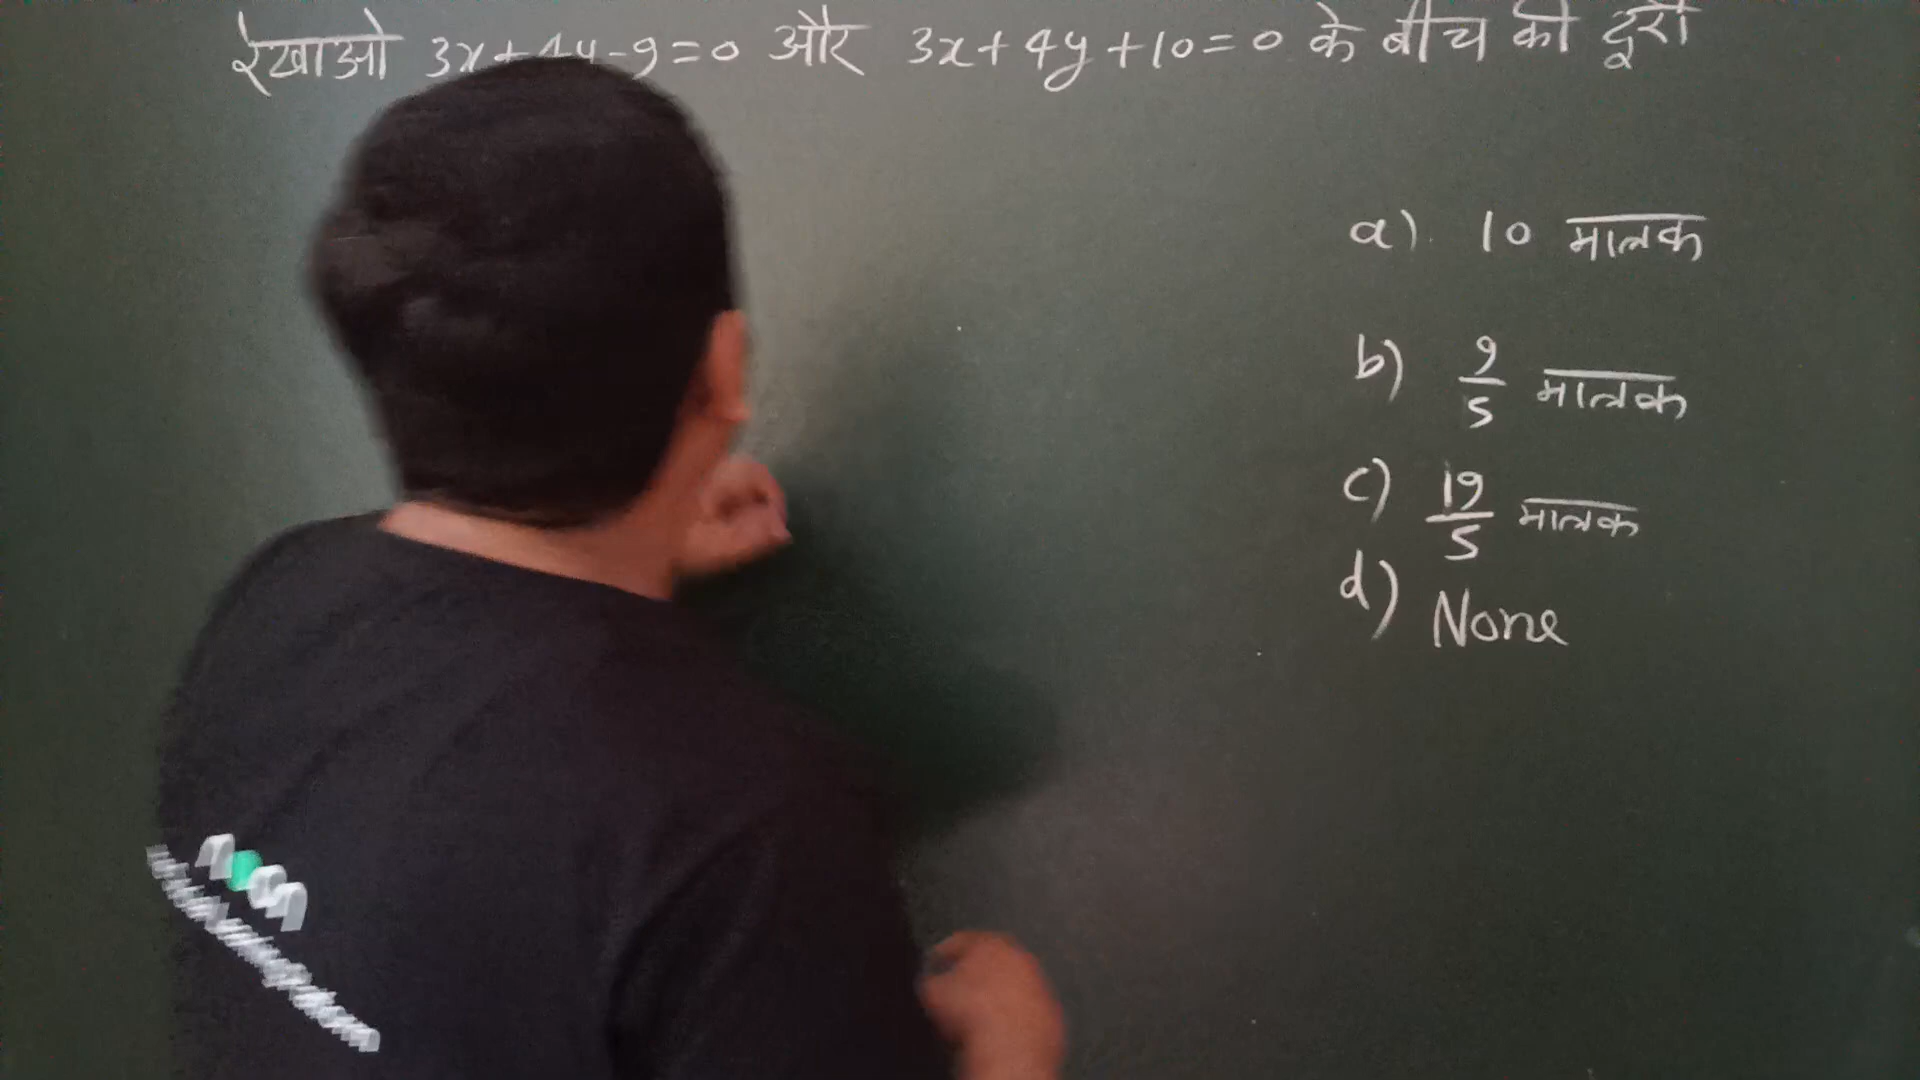 रेखाओ 3x+4y-9=0 और 3x+4y+10=0 के बीच की दूरी
a) 10 मात्रक
b) 9/5 मात्रक
c) 19/5 मात्रक
d) None